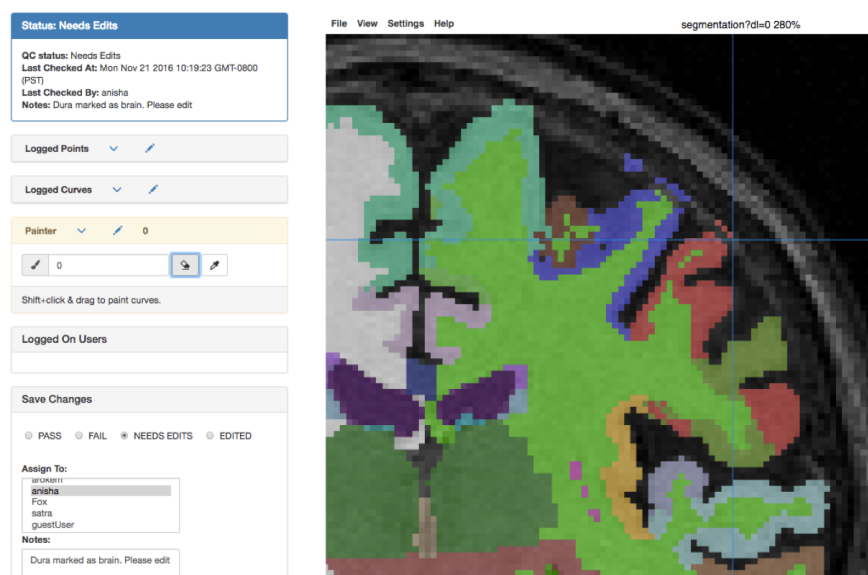 Status: Needs Edits
QC status: Needs Edits
Last Checked At: Mon Nov 21 2016 10:19:23 GMT-0800
(PST)
Last Checked By: anisha
Notes: Dura marked as brain. Please edit
Logged Points
Logged Curves
Painter 0
0
Shift+click & drag to paint curves.
Logged On Users
Save Changes
PASS FAIL NEEDS EDITS EDITED
Assign To:
arokem
anisha
Fox
satra
guestUser
Notes:
Dura marked as brain. Please edit
File View Settings Help
segmentation?dl=0 280%